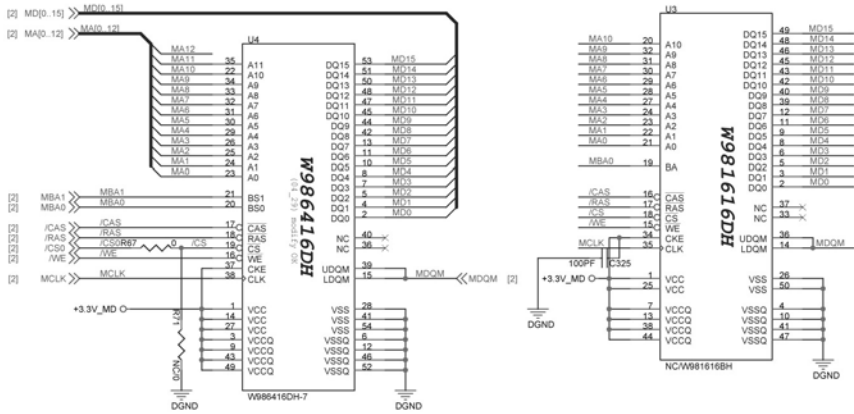 [2] MD[0..15] MD[0..15]
[2] MA[0..12] MA[0..12]
U4
MA12
MA11 35 A11 DQ15 53 MD15
MA10 22 A10 DQ14 51 MD14
MA9 34 A9 DQ13 50 MD13
MA8 33 A8 DQ12 48 MD12
MA7 32 A7 DQ11 47 MD11
MA6 31 A6 DQ10 45 MD10
MA5 30 A5 DQ9 44 MD9
MA4 29 A4 DQ8 42 MD8
MA3 26 A3 DQ7 13 MD7
MA2 25 A2 DQ6 11 MD6
MA1 24 A1 DQ5 10 MD5
MA0 23 A0 DQ4 8 MD4
DQ3 7 MD3
[2] MBA1 MBA1 21 BS1 DQ2 5 MD2
[2] MBA0 MBA0 20 BS0 DQ1 4 MD1
DQ0 2 MD0
[2] /CAS /CAS 17 CAS
[2] /RAS /RAS 18 RAS NC 40
[2] /CS0 /CS0 R67 0 /CS 19 CS NC 36
[2] /WE /WE 16 WE
37 CKE UDQM 39
[2] MCLK MCLK 38 CLK LDQM 15 MDQM MDQM [2]
W986416DH
(04_29) modify OK
+3.3V_MD 1 VCC VSS 28
14 VCC VSS 41
27 VCC VSS 54
3 VCCQ VSSQ 6
9 VCCQ VSSQ 12
43 VCCQ VSSQ 46
49 VCCQ VSSQ 52
R71
NC/0
DGND
W986416DH-7
DGND
U3
MA10 20 A10 DQ15 49 MD15
MA9 32 A9 DQ14 48 MD14
MA8 31 A8 DQ13 46 MD13
MA7 30 A7 DQ12 45 MD12
MA6 29 A6 DQ11 43 MD11
MA5 28 A5 DQ10 42 MD10
MA4 27 A4 DQ9 40 MD9
MA3 24 A3 DQ8 39 MD8
MA2 23 A2 DQ7 12 MD7
MA1 22 A1 DQ6 11 MD6
MA0 21 A0 DQ5 9 MD5
DQ4 8 MD4
DQ3 6 MD3
MBA0 19 BA DQ2 5 MD2
DQ1 3 MD1
DQ0 2 MD0
/CAS 16 CAS
/RAS 17 RAS NC 37
/CS 18 CS NC 33
/WE 15 WE
34 CKE UDQM 36
MCLK 35 CLK LDQM 14 MDQM
W981616DH
100PF C325
+3.3V_MD 1 VCC VSS 26
25 VCC VSS 50
DGND
7 VCCQ VSSQ 4
13 VCCQ VSSQ 10
38 VCCQ VSSQ 41
44 VCCQ VSSQ 47
NC/W981616BH
DGND